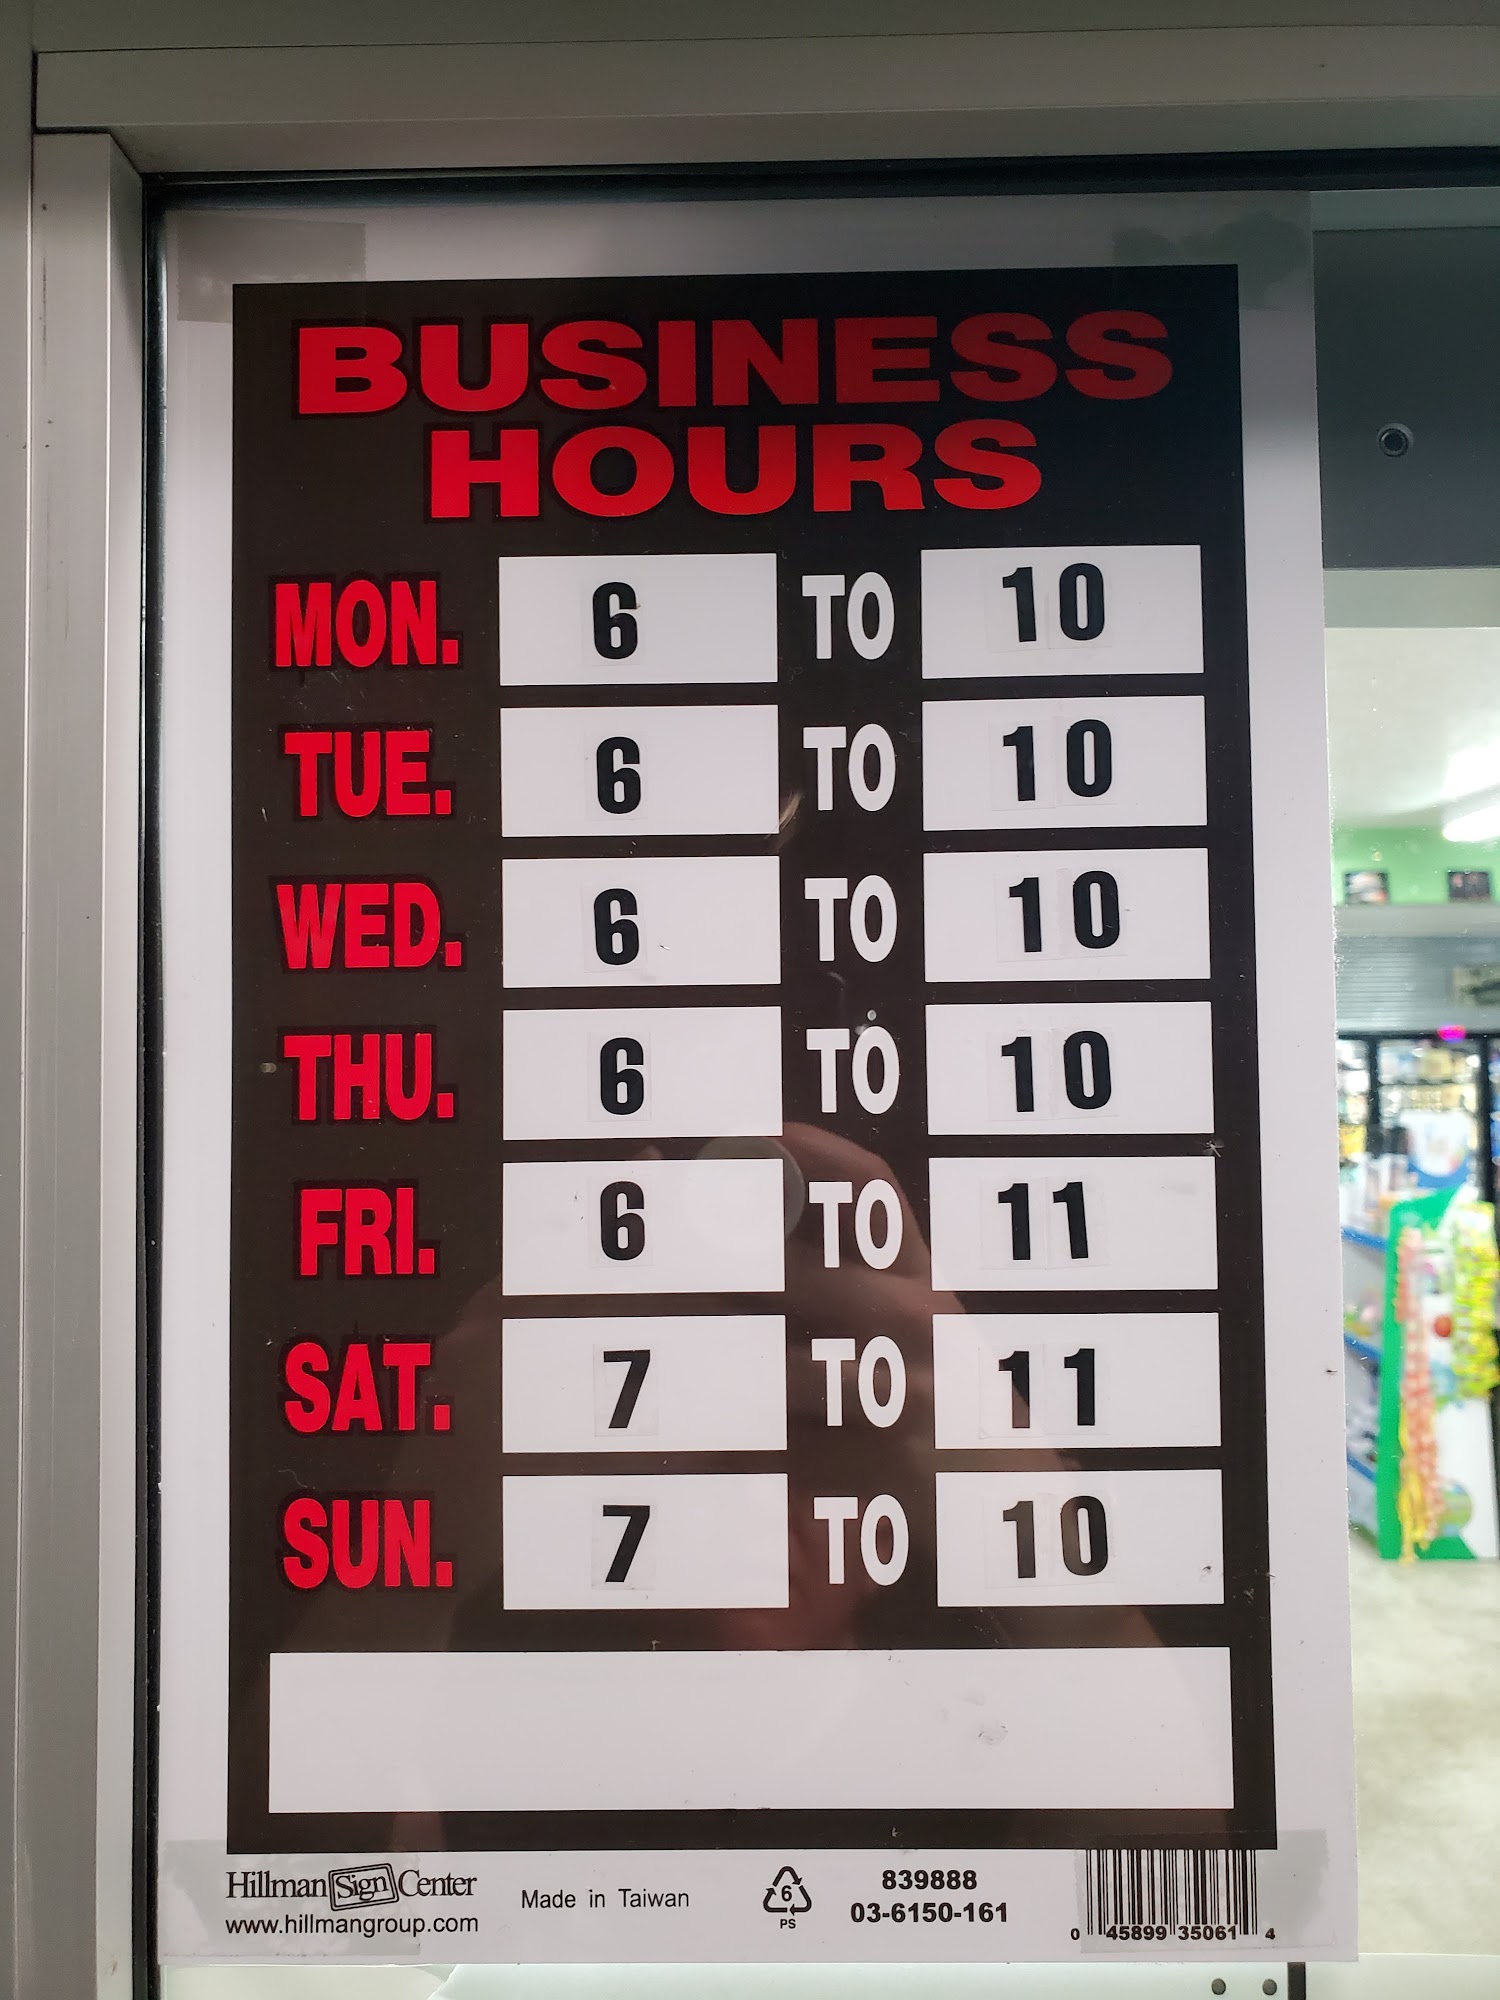 BUSINESS
HOURS
MON. 6 TO 10
TUE. 6 TO 10
WED. 6 TO 10
THU. 6 TO 10
FRI. 6 TO 11
SAT. 7 TO 11
SUN. 7 TO 10
Hillman Sign Center
www.hillmangroup.com
Made in Taiwan
6
PS
839888
03-6150-161
0 45899 35061 4